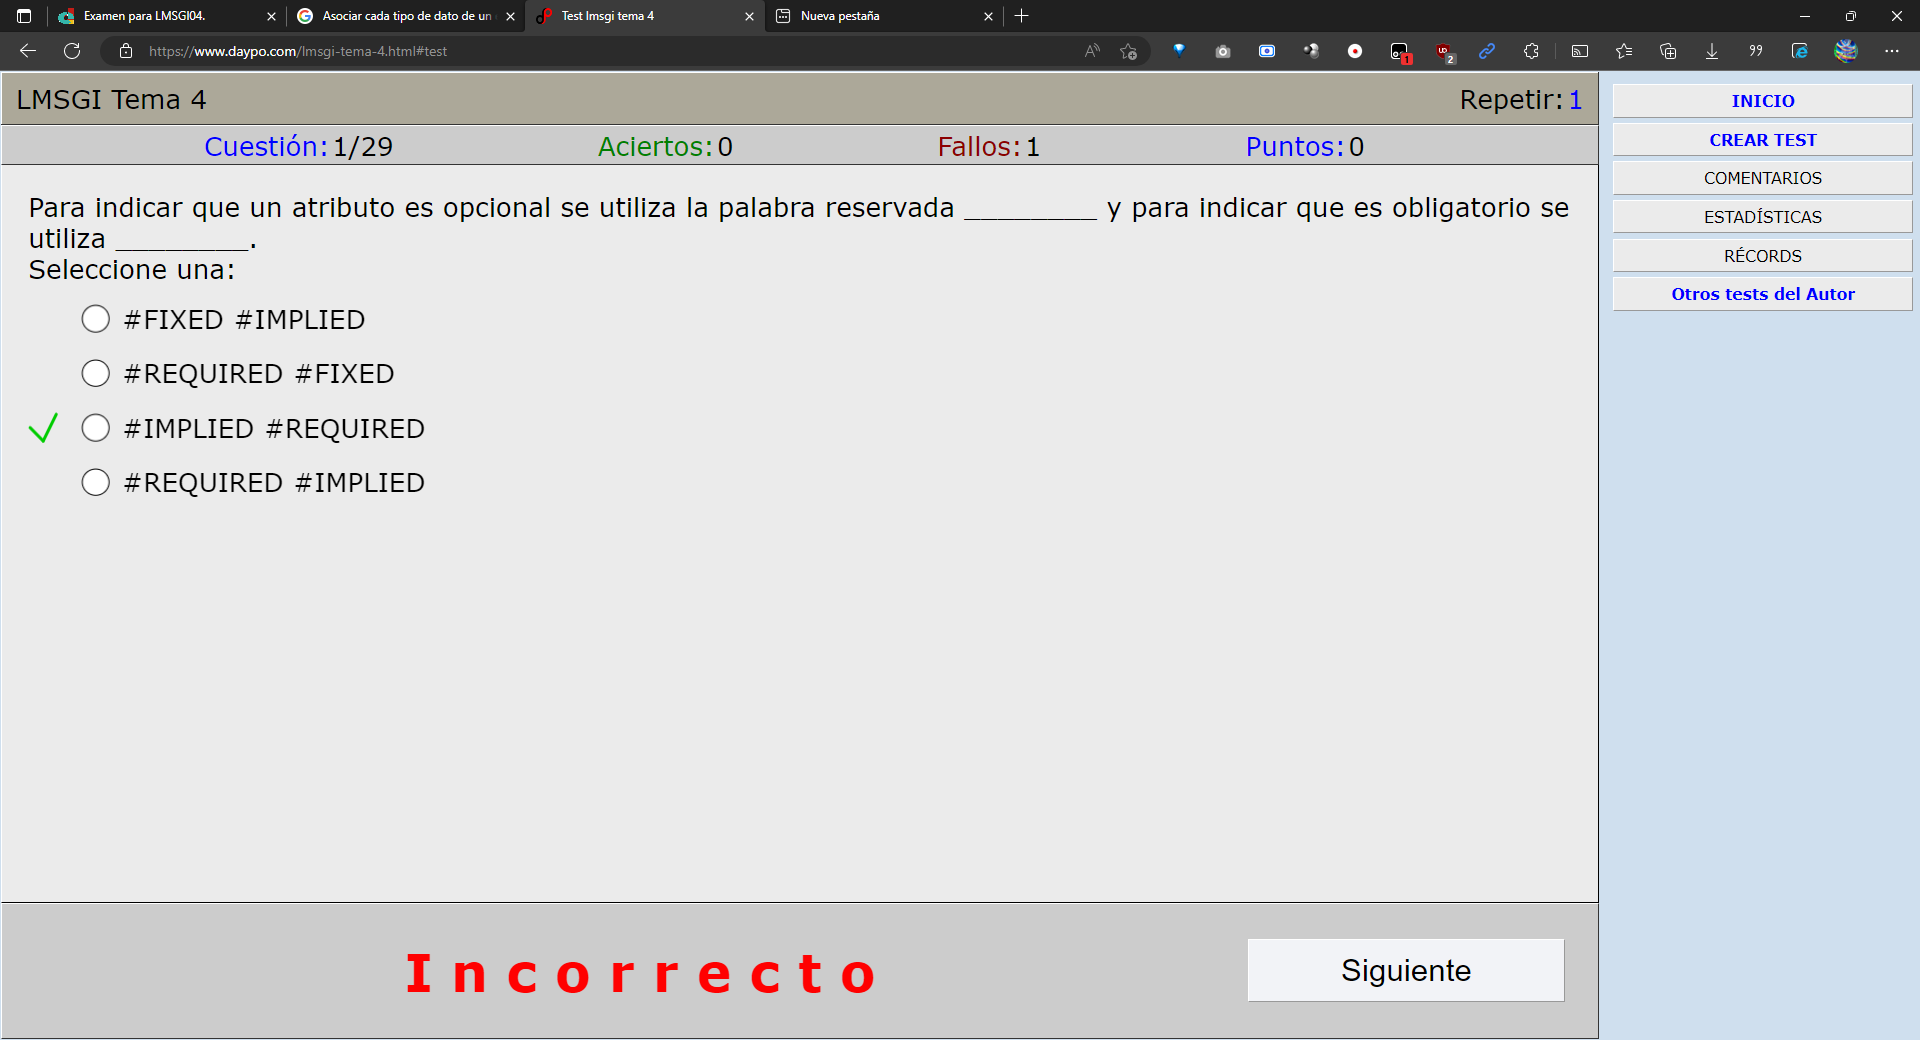 Examen para LMSGI04.
Asociar cada tipo de dato de un
Test lmsgi tema 4
Nueva pestaña
https://www.daypo.com/lmsgi-tema-4.html#test
1
2
LMSGI Tema 4
Repetir: 1
Cuestión: 1/29
Aciertos: 0
Fallos: 1
Puntos: 0
Para indicar que un atributo es opcional se utiliza la palabra reservada ________ y para indicar que es obligatorio se
utiliza ________.
Seleccione una:
#FIXED #IMPLIED
#REQUIRED #FIXED
#IMPLIED #REQUIRED
#REQUIRED #IMPLIED
Incorrecto
Siguiente
INICIO
CREAR TEST
COMENTARIOS
ESTADÍSTICAS
RÉCORDS
Otros tests del Autor